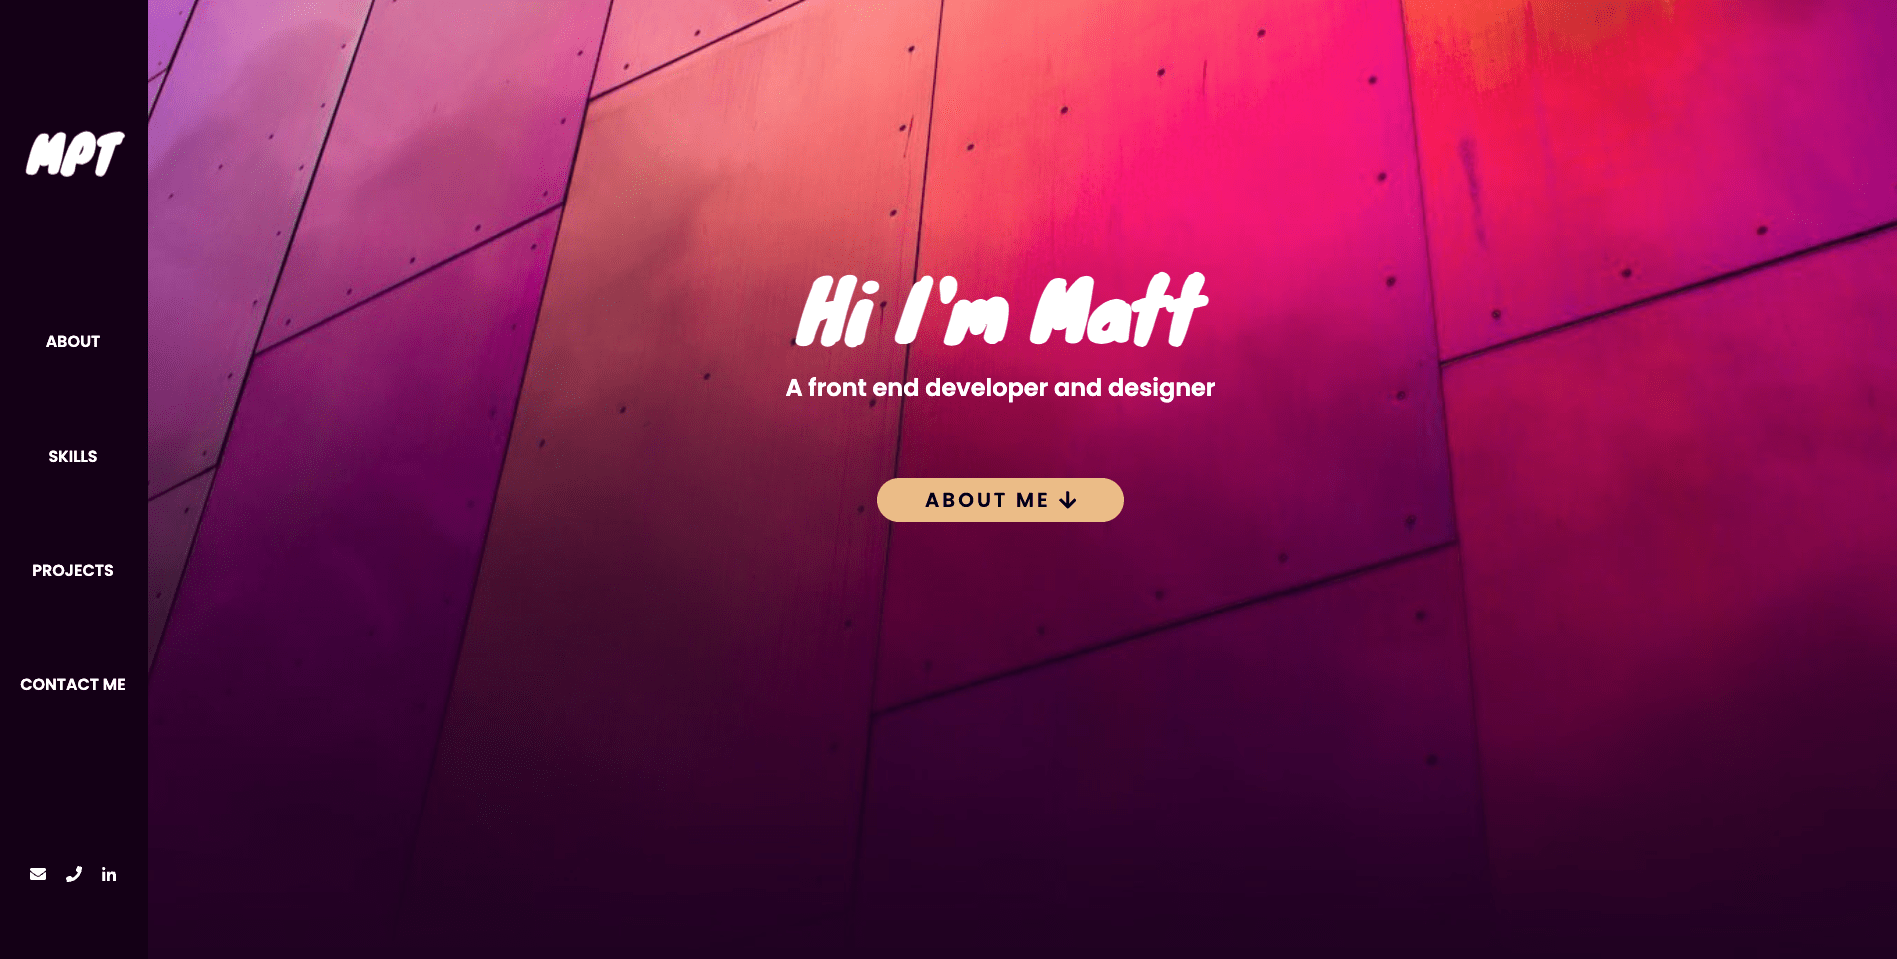 MPT
ABOUT
SKILLS
PROJECTS
CONTACT ME
in
Hi I'm Matt
A front end developer and designer
ABOUT ME